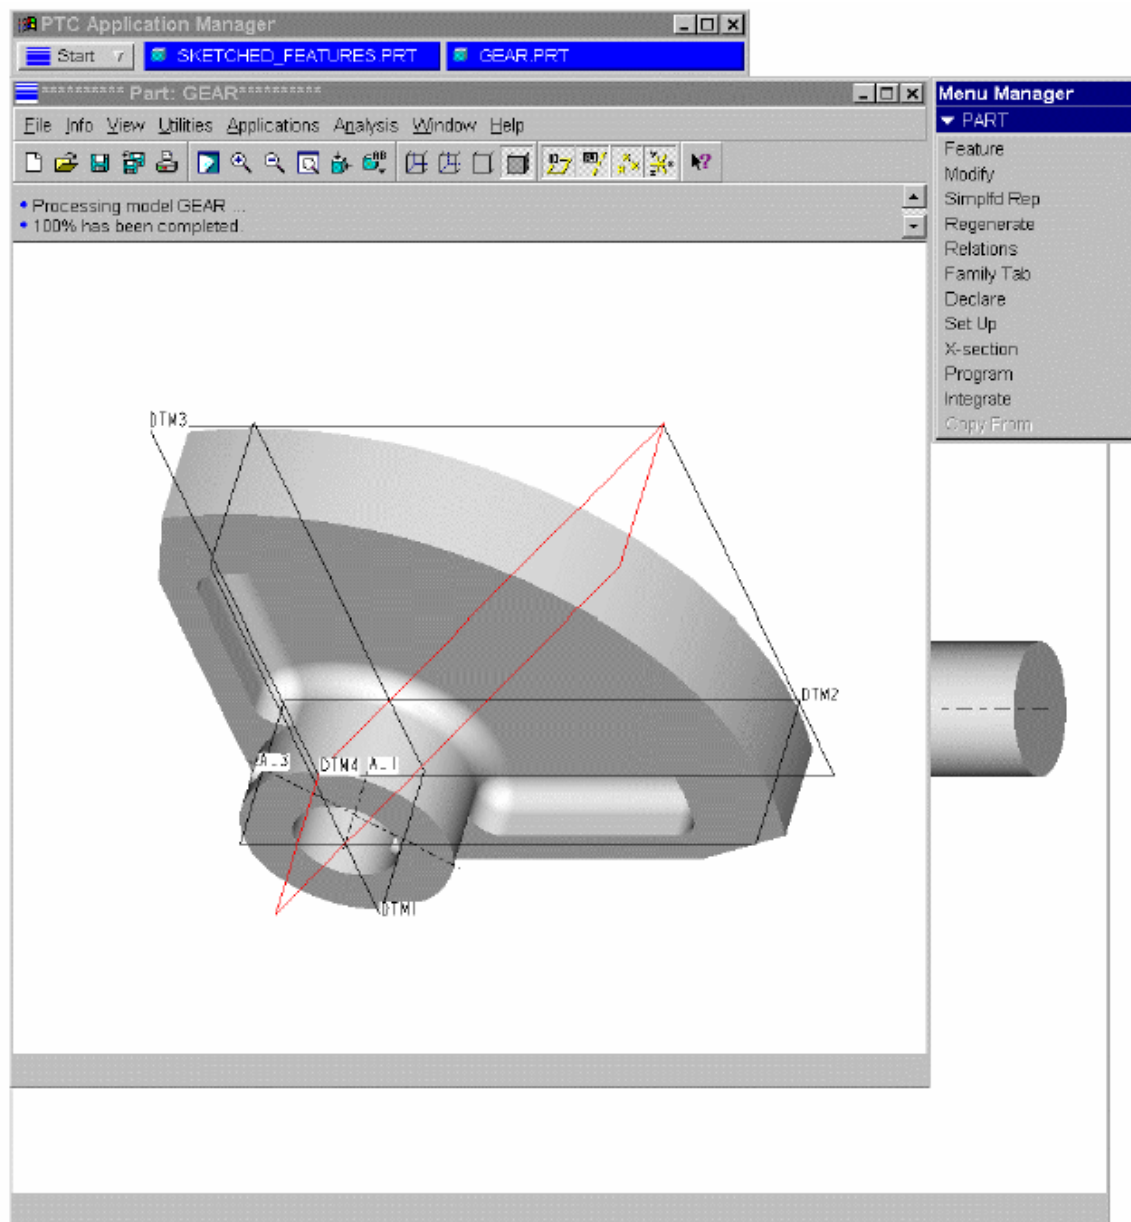 PTC Application Manager
Start SKETCHED_FEATURES.PRT GEAR.PRT
********** Part: GEAR**********
File Info View Utilities Applications Analysis Window Help
• Processing model GEAR ...
• 100% has been completed.
Menu Manager
PART
Feature
Modify
Simplfd Rep
Regenerate
Relations
Family Tab
Declare
Set Up
X-section
Program
Integrate
Copy From
DTM3
DTM2
A_3 DTM4 A_1
DTM1